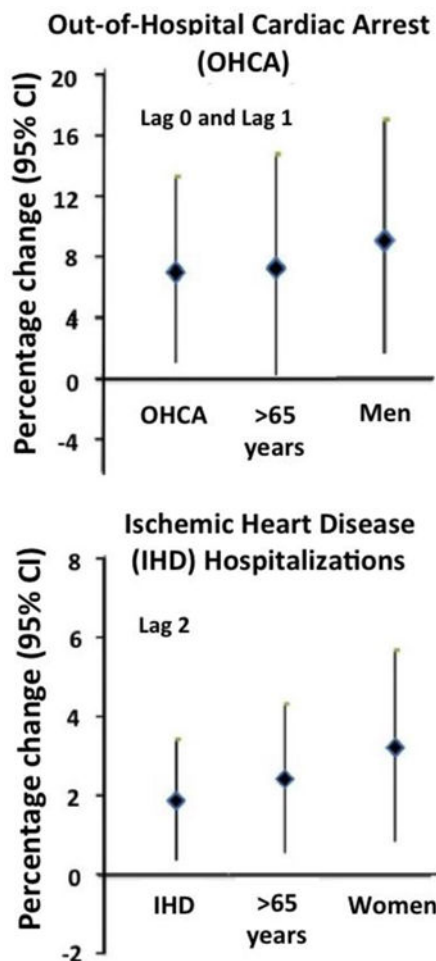 Out-of-Hospital Cardiac Arrest
(OHCA)
Percentage change (95% CI)
20
16
12
8
4
0
-4
Lag 0 and Lag 1
OHCA
>65
years
Men
Ischemic Heart Disease
(IHD) Hospitalizations
Percentage change (95% CI)
8
6
4
2
0
-2
Lag 2
IHD
>65
years
Women